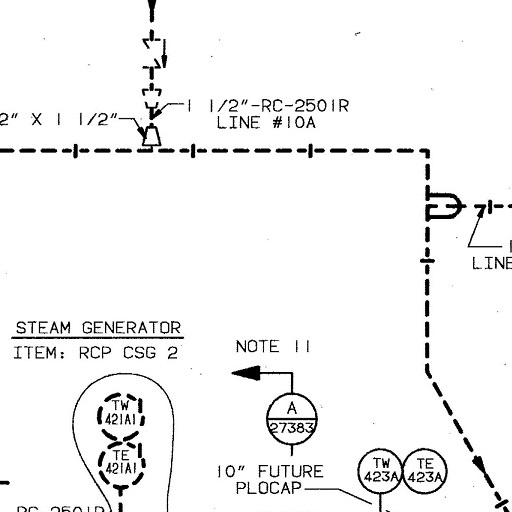 1 1/2"-RC-2501R
2" X 1 1/2"
LINE #10A
LINE
STEAM GENERATOR
ITEM: RCP CSG 2
NOTE 11
A
27383
TW
421A1
TE
421A1
10" FUTURE
PLOCAP
TW
423A
TE
423A
RC-2501R